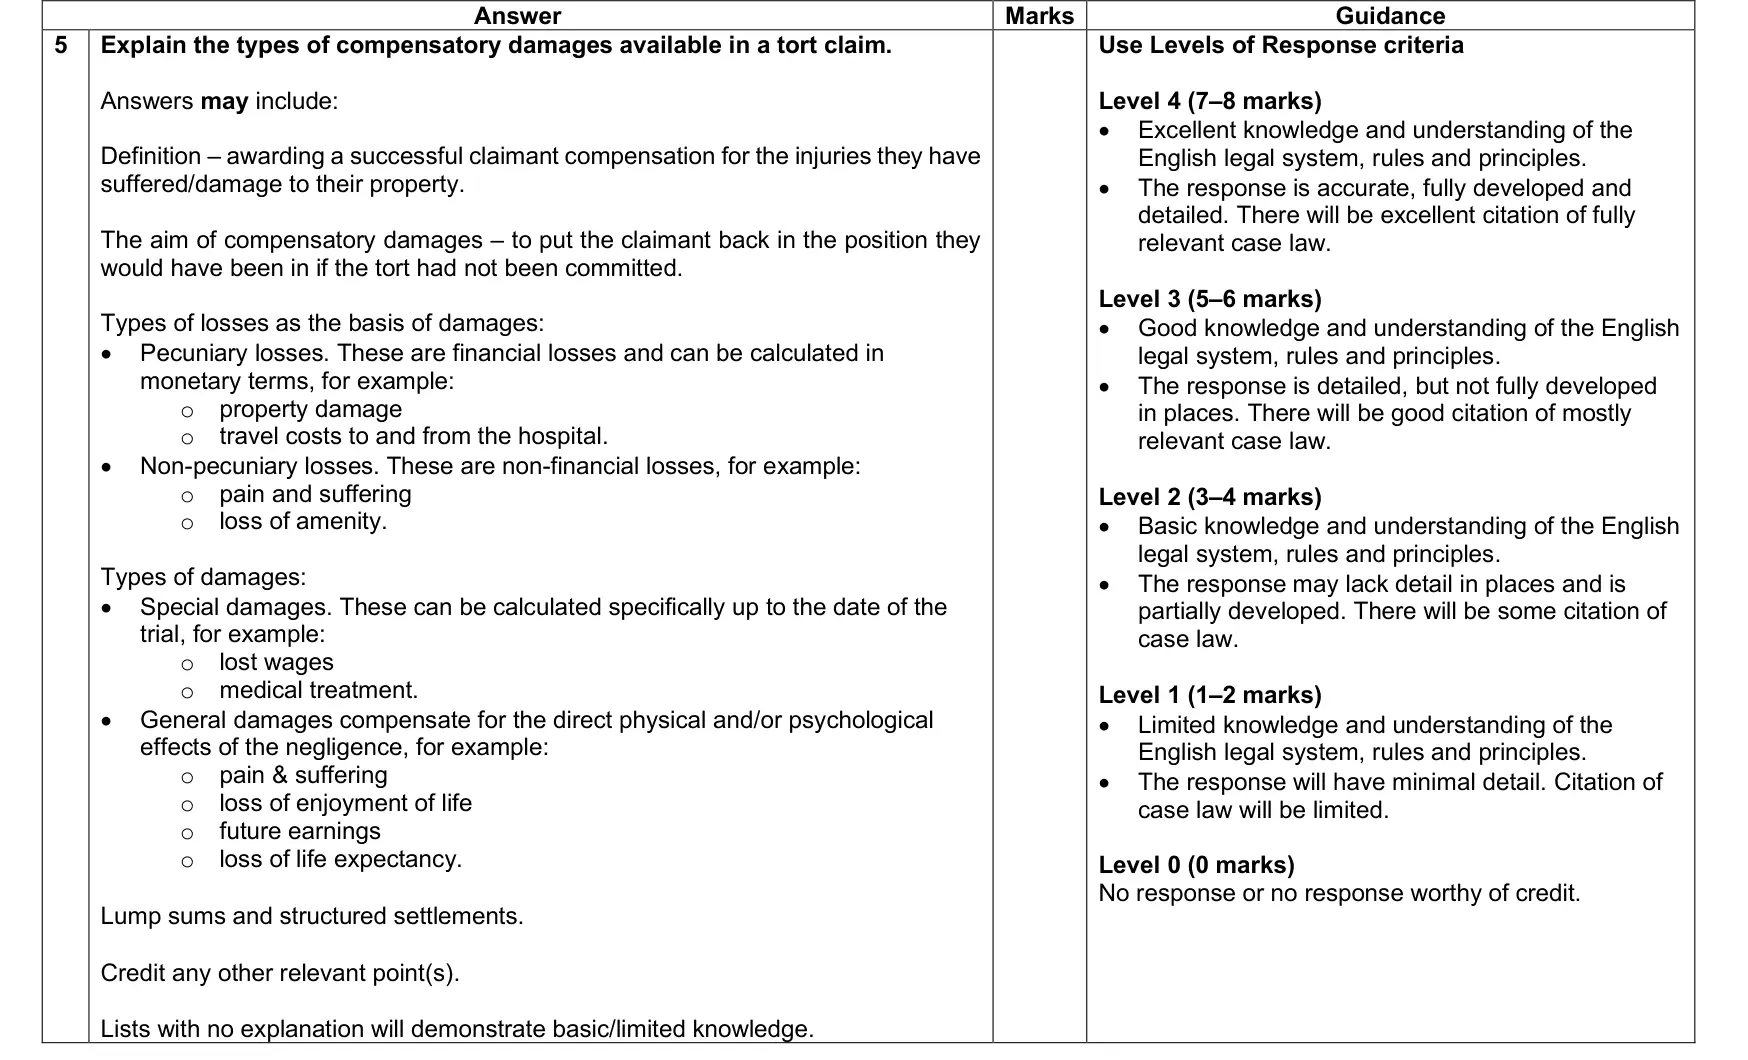 Answer Marks Guidance
5 Explain the types of compensatory damages available in a tort claim.
Answers may include:
Definition – awarding a successful claimant compensation for the injuries they have
suffered/damage to their property.
The aim of compensatory damages – to put the claimant back in the position they
would have been in if the tort had not been committed.
Types of losses as the basis of damages:
• Pecuniary losses. These are financial losses and can be calculated in
monetary terms, for example:
o property damage
o travel costs to and from the hospital.
• Non-pecuniary losses. These are non-financial losses, for example:
o pain and suffering
o loss of amenity.
Types of damages:
• Special damages. These can be calculated specifically up to the date of the
trial, for example:
o lost wages
o medical treatment.
• General damages compensate for the direct physical and/or psychological
effects of the negligence, for example:
o pain & suffering
o loss of enjoyment of life
o future earnings
o loss of life expectancy.
Lump sums and structured settlements.
Credit any other relevant point(s).
Lists with no explanation will demonstrate basic/limited knowledge.
Use Levels of Response criteria
Level 4 (7–8 marks)
• Excellent knowledge and understanding of the
English legal system, rules and principles.
• The response is accurate, fully developed and
detailed. There will be excellent citation of fully
relevant case law.
Level 3 (5–6 marks)
• Good knowledge and understanding of the English
legal system, rules and principles.
• The response is detailed, but not fully developed
in places. There will be good citation of mostly
relevant case law.
Level 2 (3–4 marks)
• Basic knowledge and understanding of the English
legal system, rules and principles.
• The response may lack detail in places and is
partially developed. There will be some citation of
case law.
Level 1 (1–2 marks)
• Limited knowledge and understanding of the
English legal system, rules and principles.
• The response will have minimal detail. Citation of
case law will be limited.
Level 0 (0 marks)
No response or no response worthy of credit.